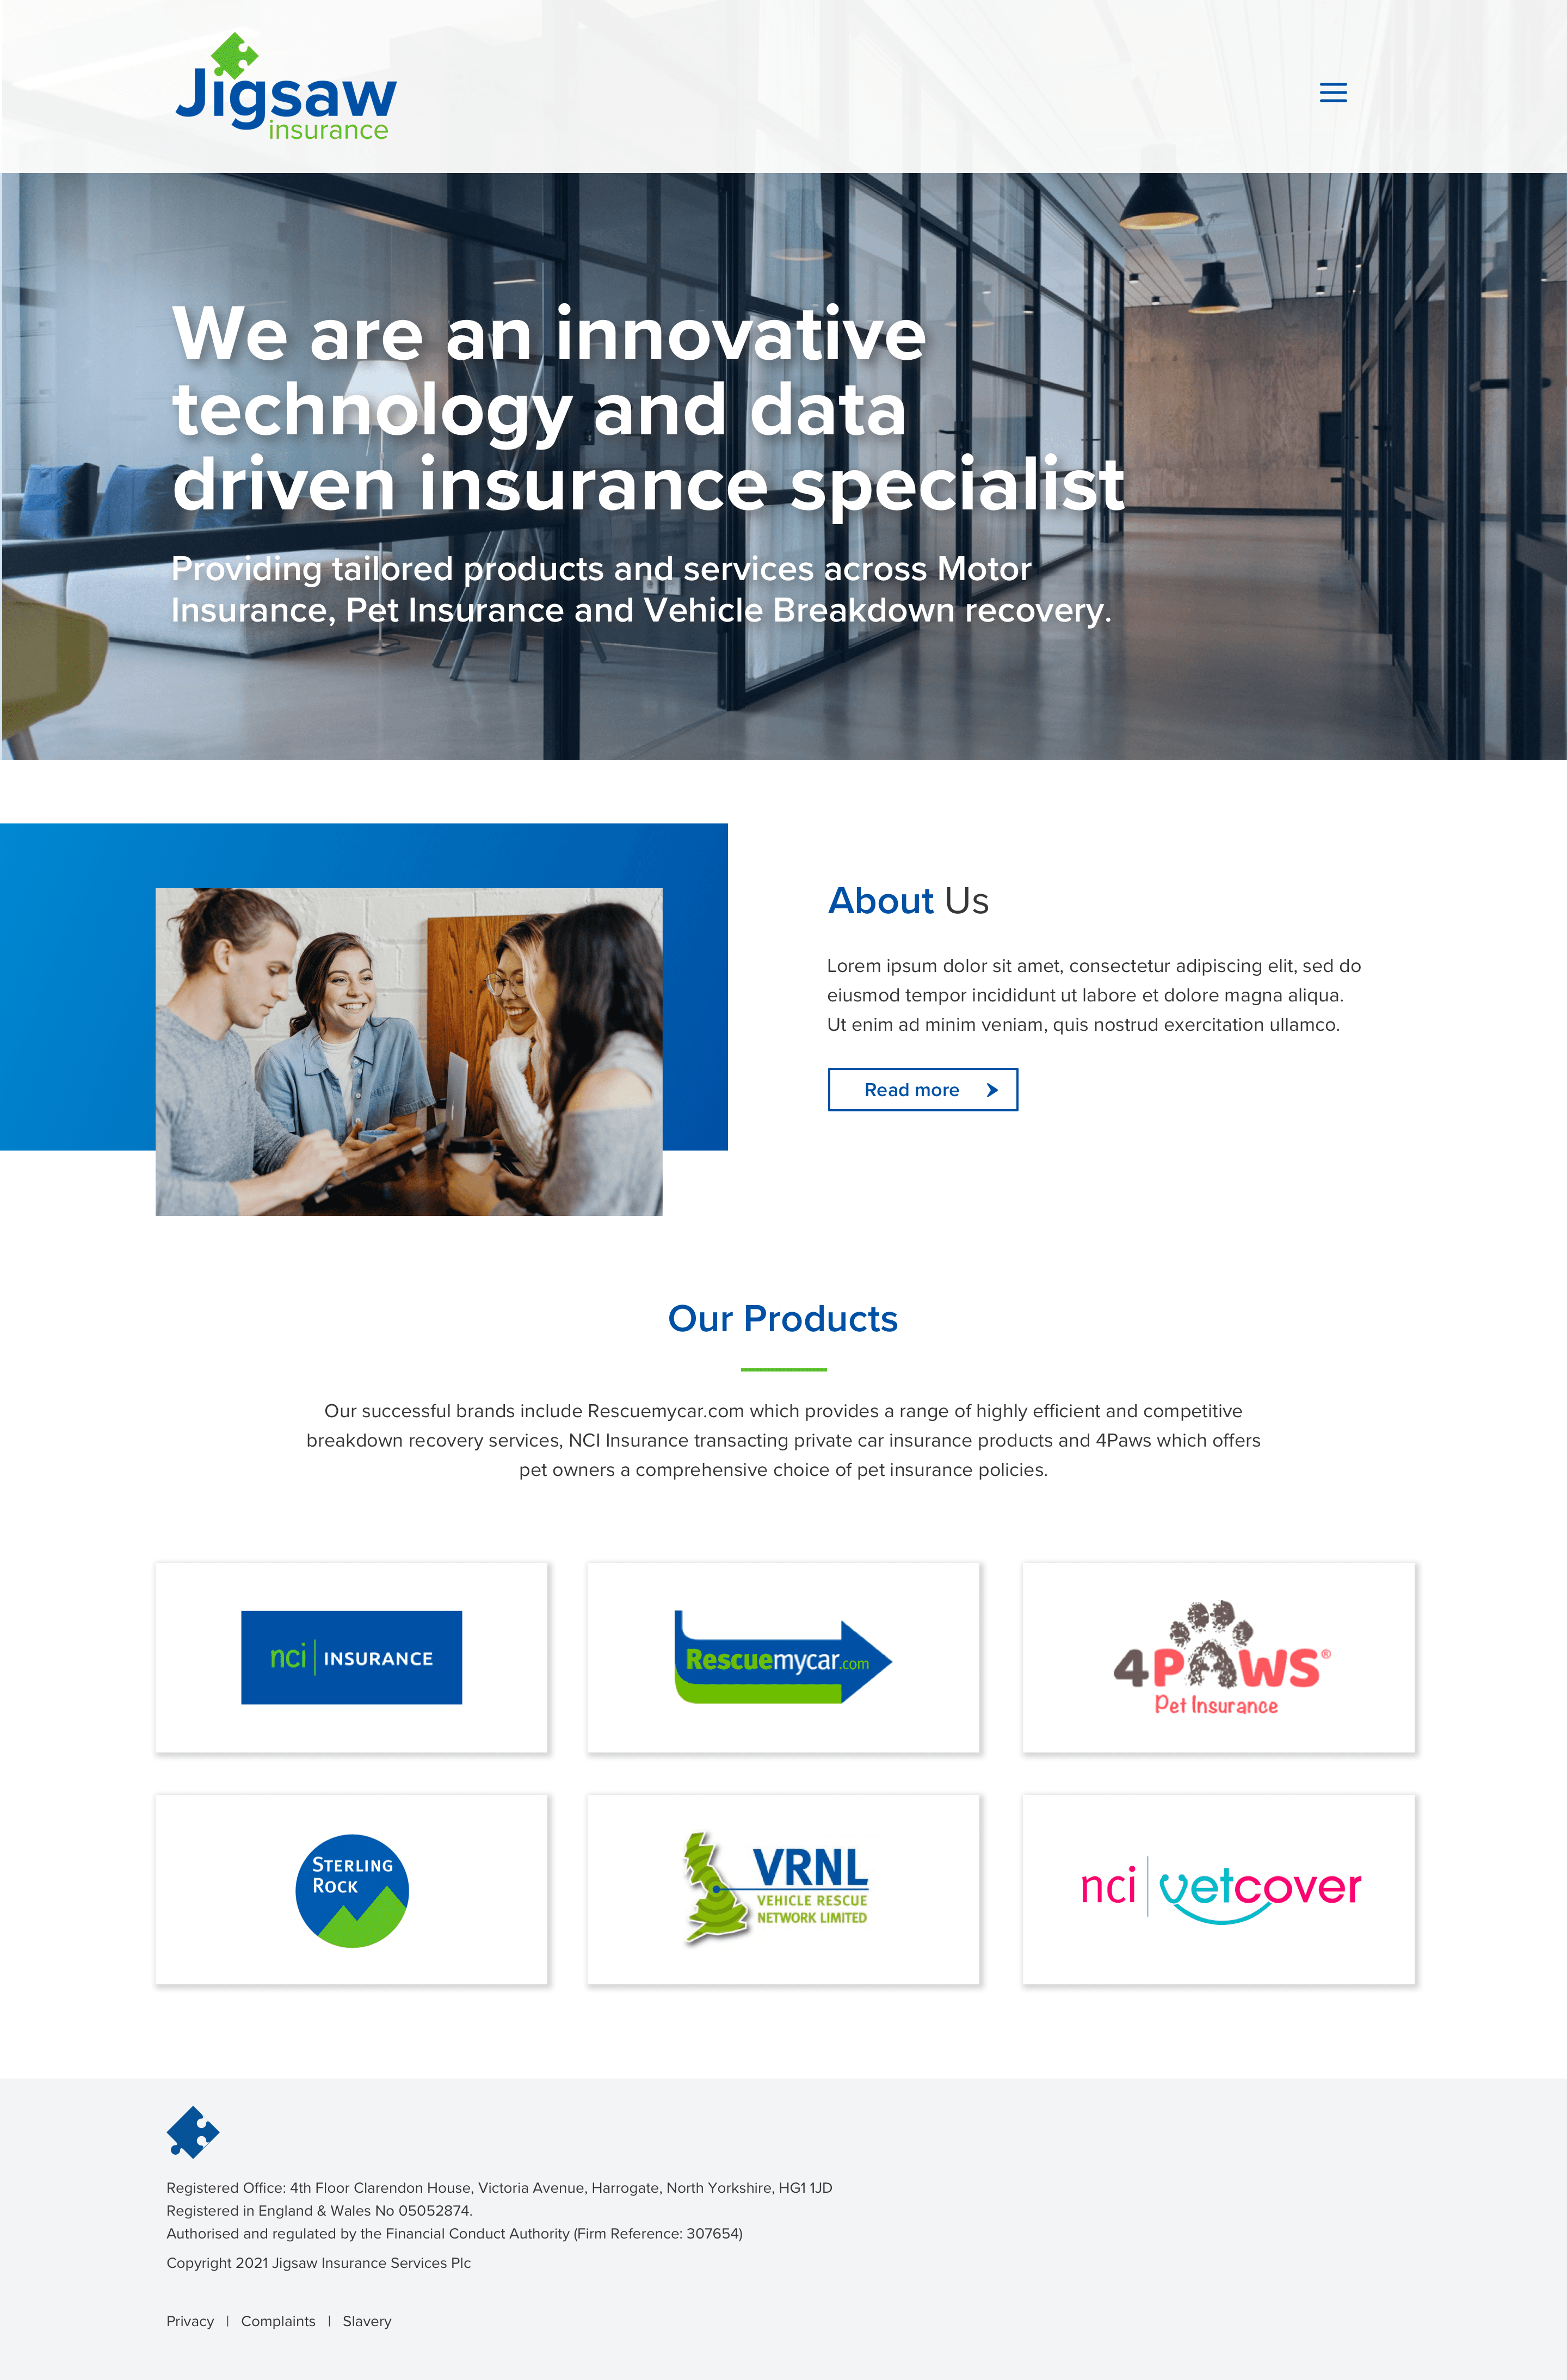 Jigsaw
insurance
We are an innovative
technology and data
driven insurance specialist
Providing tailored products and services across Motor
Insurance, Pet Insurance and Vehicle Breakdown recovery.
About Us
Lorem ipsum dolor sit amet, consectetur adipiscing elit, sed do
eiusmod tempor incididunt ut labore et dolore magna aliqua.
Ut enim ad minim veniam, quis nostrud exercitation ullamco.
Read more
Our Products
Our successful brands include Rescuemycar.com which provides a range of highly efficient and competitive
breakdown recovery services, NCI Insurance transacting private car insurance products and 4Paws which offers
pet owners a comprehensive choice of pet insurance policies.
nci | INSURANCE
Rescuemycar.com
4PAWS®
Pet Insurance
STERLING
ROCK
VRNL
VEHICLE RESCUE
NETWORK LIMITED
nci | vetcover
Registered Office: 4th Floor Clarendon House, Victoria Avenue, Harrogate, North Yorkshire, HG1 1JD
Registered in England & Wales No 05052874.
Authorised and regulated by the Financial Conduct Authority (Firm Reference: 307654)
Copyright 2021 Jigsaw Insurance Services Plc
Privacy | Complaints | Slavery